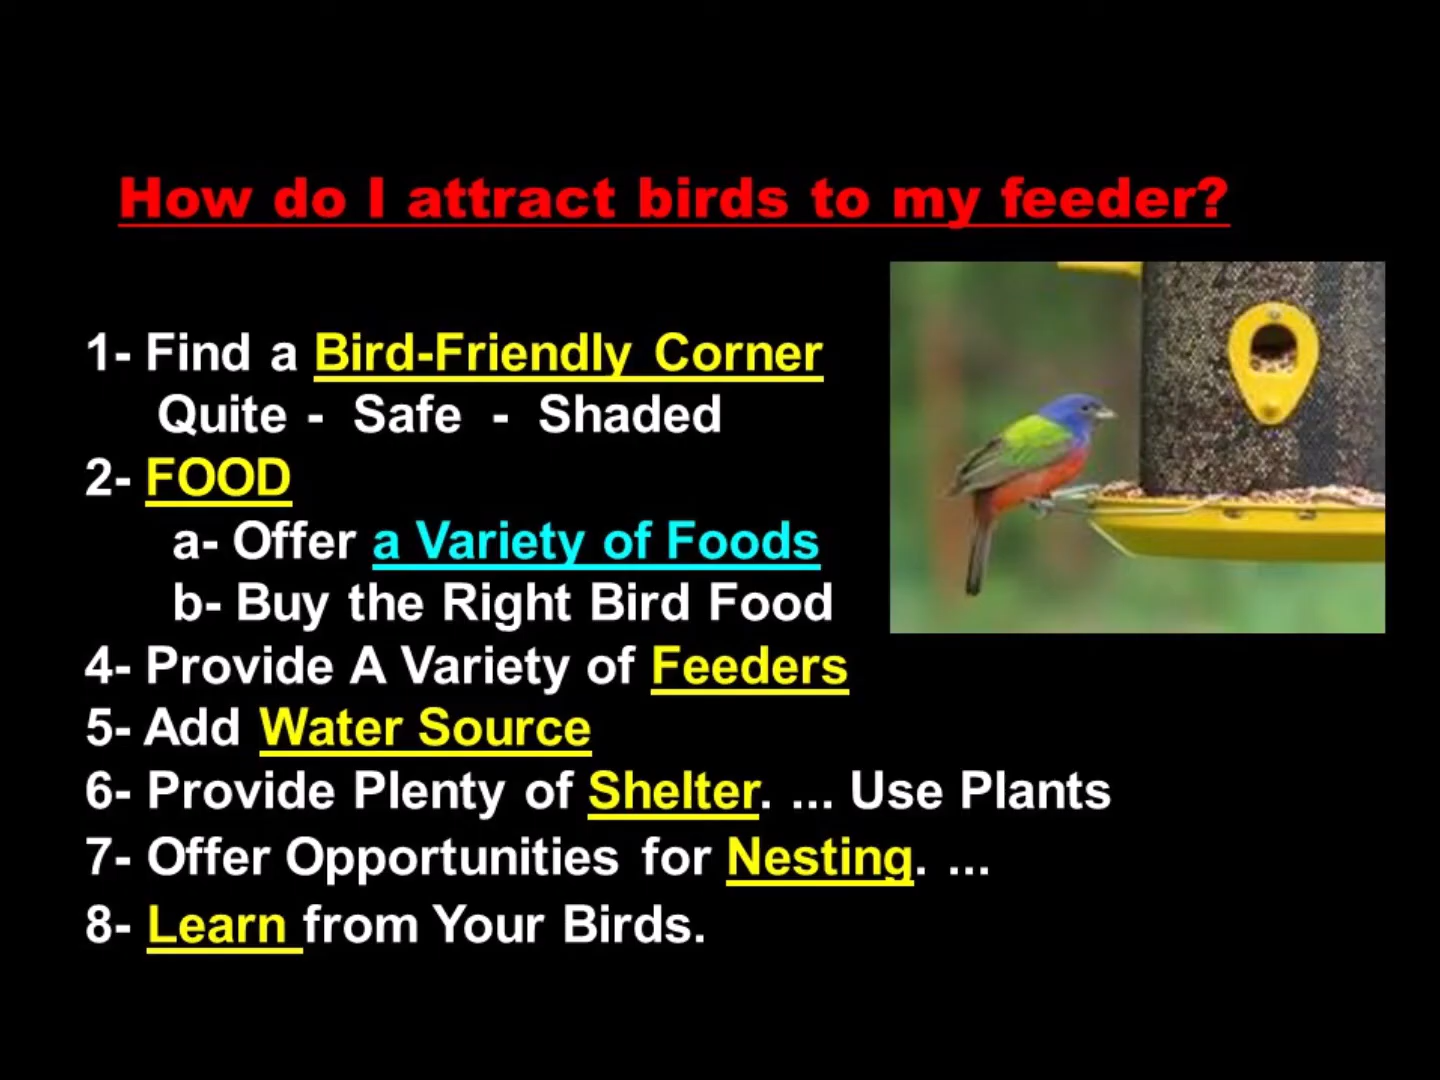 How do I attract birds to my feeder?
1- Find a Bird-Friendly Corner
Quite - Safe - Shaded
2- FOOD
a- Offer a Variety of Foods
b- Buy the Right Bird Food
4- Provide A Variety of Feeders
5- Add Water Source
6- Provide Plenty of Shelter. ... Use Plants
7- Offer Opportunities for Nesting. ...
8- Learn from Your Birds.